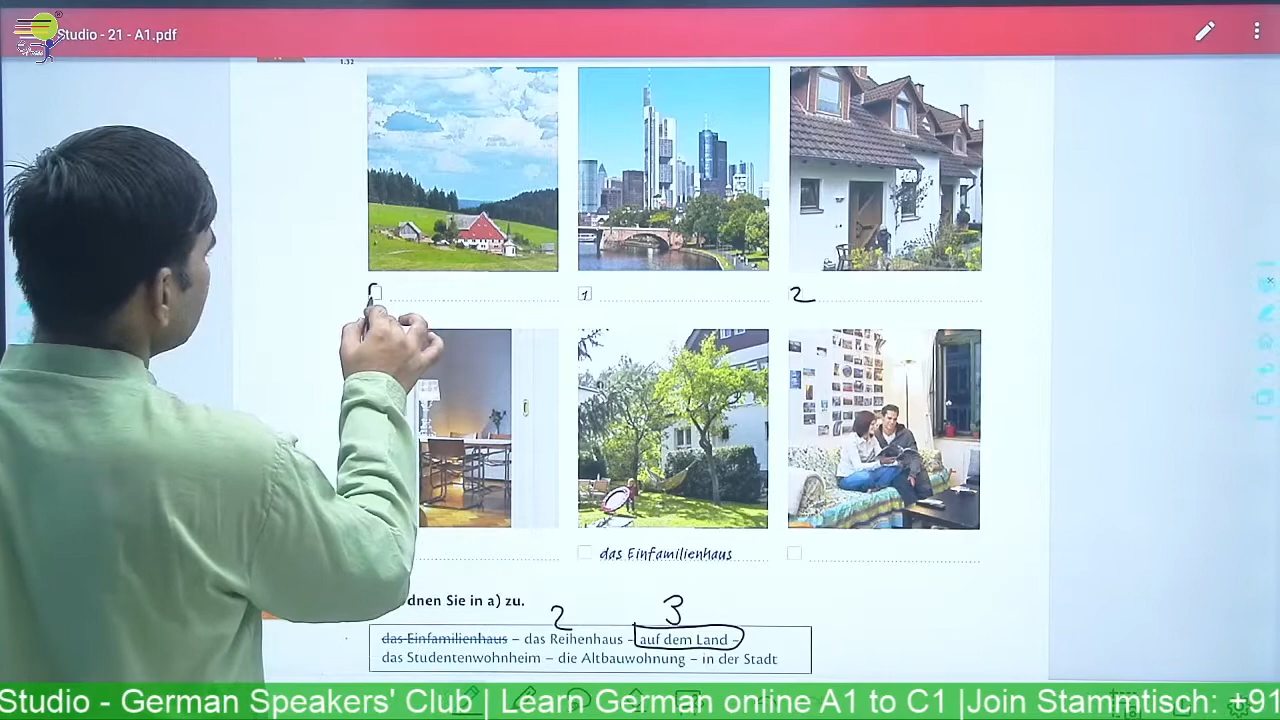 Studio - 21 - A1.pdf
1.32
1
2
das Einfamilienhaus
dnen Sie in a) zu.
2
3
das Einfamilienhaus – das Reihenhaus – auf dem Land –
das Studentenwohnheim – die Altbauwohnung – in der Stadt
Studio - German Speakers' Club | Learn German online A1 to C1 |Join Stammtisch: +91